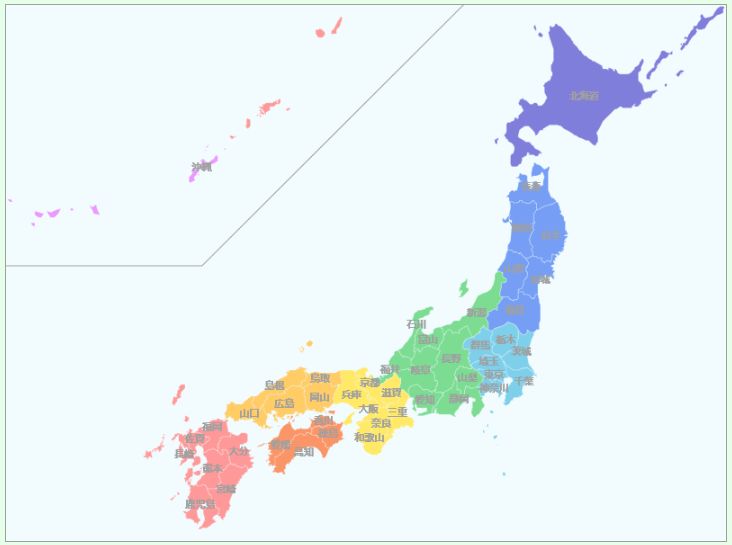 北海道
沖縄
青森
秋田
岩手
山形
宮城
福島
新潟
石川
富山
栃木
群馬
茨城
長野
埼玉
福井
岐阜
山梨
東京
千葉
神奈川
愛知
静岡
京都
滋賀
兵庫
大阪
三重
奈良
和歌山
鳥取
島根
岡山
広島
山口
香川
徳島
愛媛
高知
福岡
佐賀
長崎
大分
熊本
宮崎
鹿児島